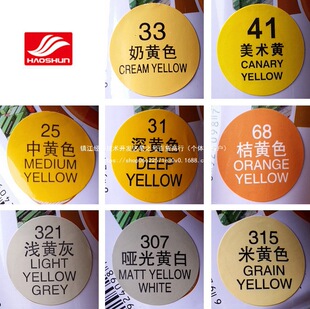 HAOSHUN
33
奶黄色
CREAM YELLOW
41
美术黄
CANARY
YELLOW
25
中黄色
MEDIUM
YELLOW
31
深黄色
DEEP
YELLOW
68
桔黄色
ORANGE
YELLOW
321
浅黄灰
LIGHT
YELLOW
GREY
307
哑光黄白
MATT YELLOW
WHITE
315
米黄色
GRAIN
YELLOW